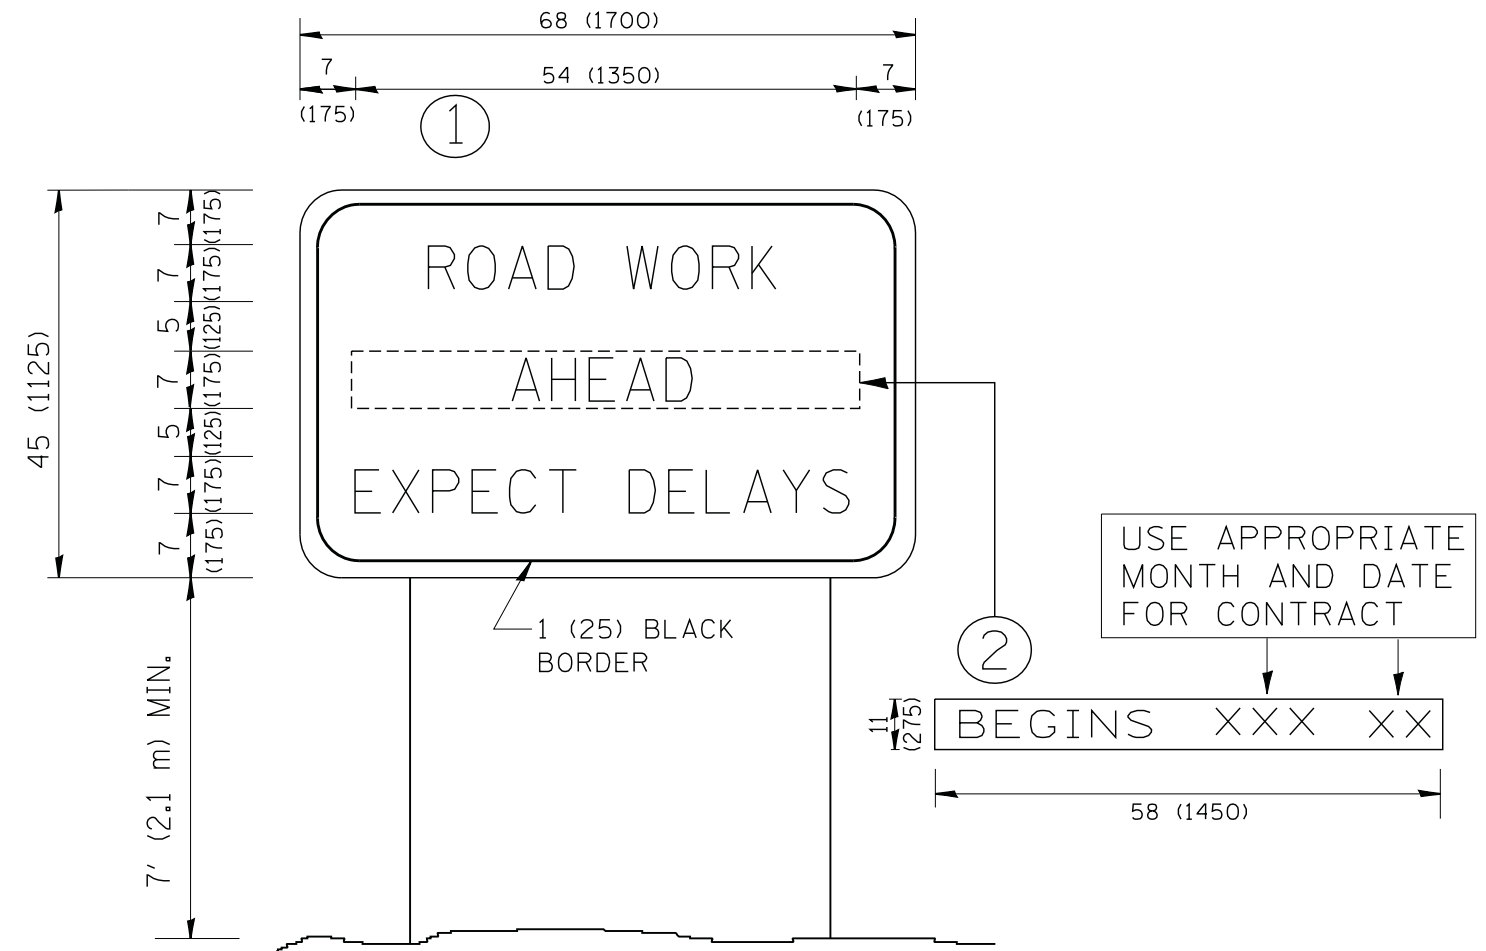 68 (1700)
7
54 (1350)
7
(175)
(175)
1
45 (1125)
7
(175)
7
(175)
5
(125)
7
(175)
5
(125)
7
(175)
7
(175)
ROAD WORK
AHEAD
EXPECT DELAYS
1 (25) BLACK
BORDER
7' (2.1 m) MIN.
USE APPROPRIATE
MONTH AND DATE
FOR CONTRACT
2
11
(275)
BEGINS XXX XX
58 (1450)